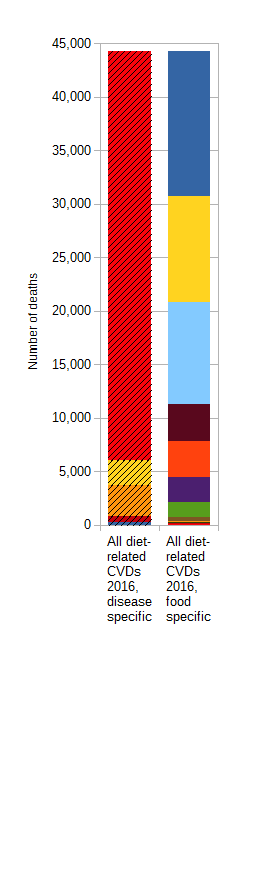 45,000
40,000
35,000
30,000
25,000
20,000
15,000
10,000
5,000
0
Number of deaths
All diet-
related
CVDs
2016,
disease
specific
All diet-
related
CVDs
2016,
food
specific